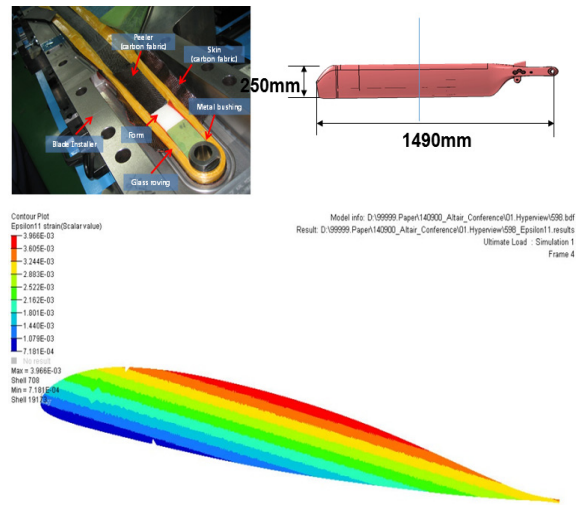 Peeler
(carbon fabric)
Skin
(carbon fabric)
Metal bushing
Form
Blade Installer
Glass roving
250mm
1490mm
Contour Plot
Epsilon11 strain(Scalar value)
3.966E-03
3.605E-03
3.244E-03
2.883E-03
2.522E-03
2.162E-03
1.801E-03
1.440E-03
1.079E-03
7.181E-04
No result
Max = 3.966E-03
Shell 708
Min = 7.181E-04
Shell
Model info: D:\99999.Paper\140900_Altair_Conference\01.Hyperview\598.bdf
Result: D:\99999.Paper\140900_Altair_Conference\01.Hyperview\598_Epsilon11.results
Ultimate Load : Simulation 1
Frame 4